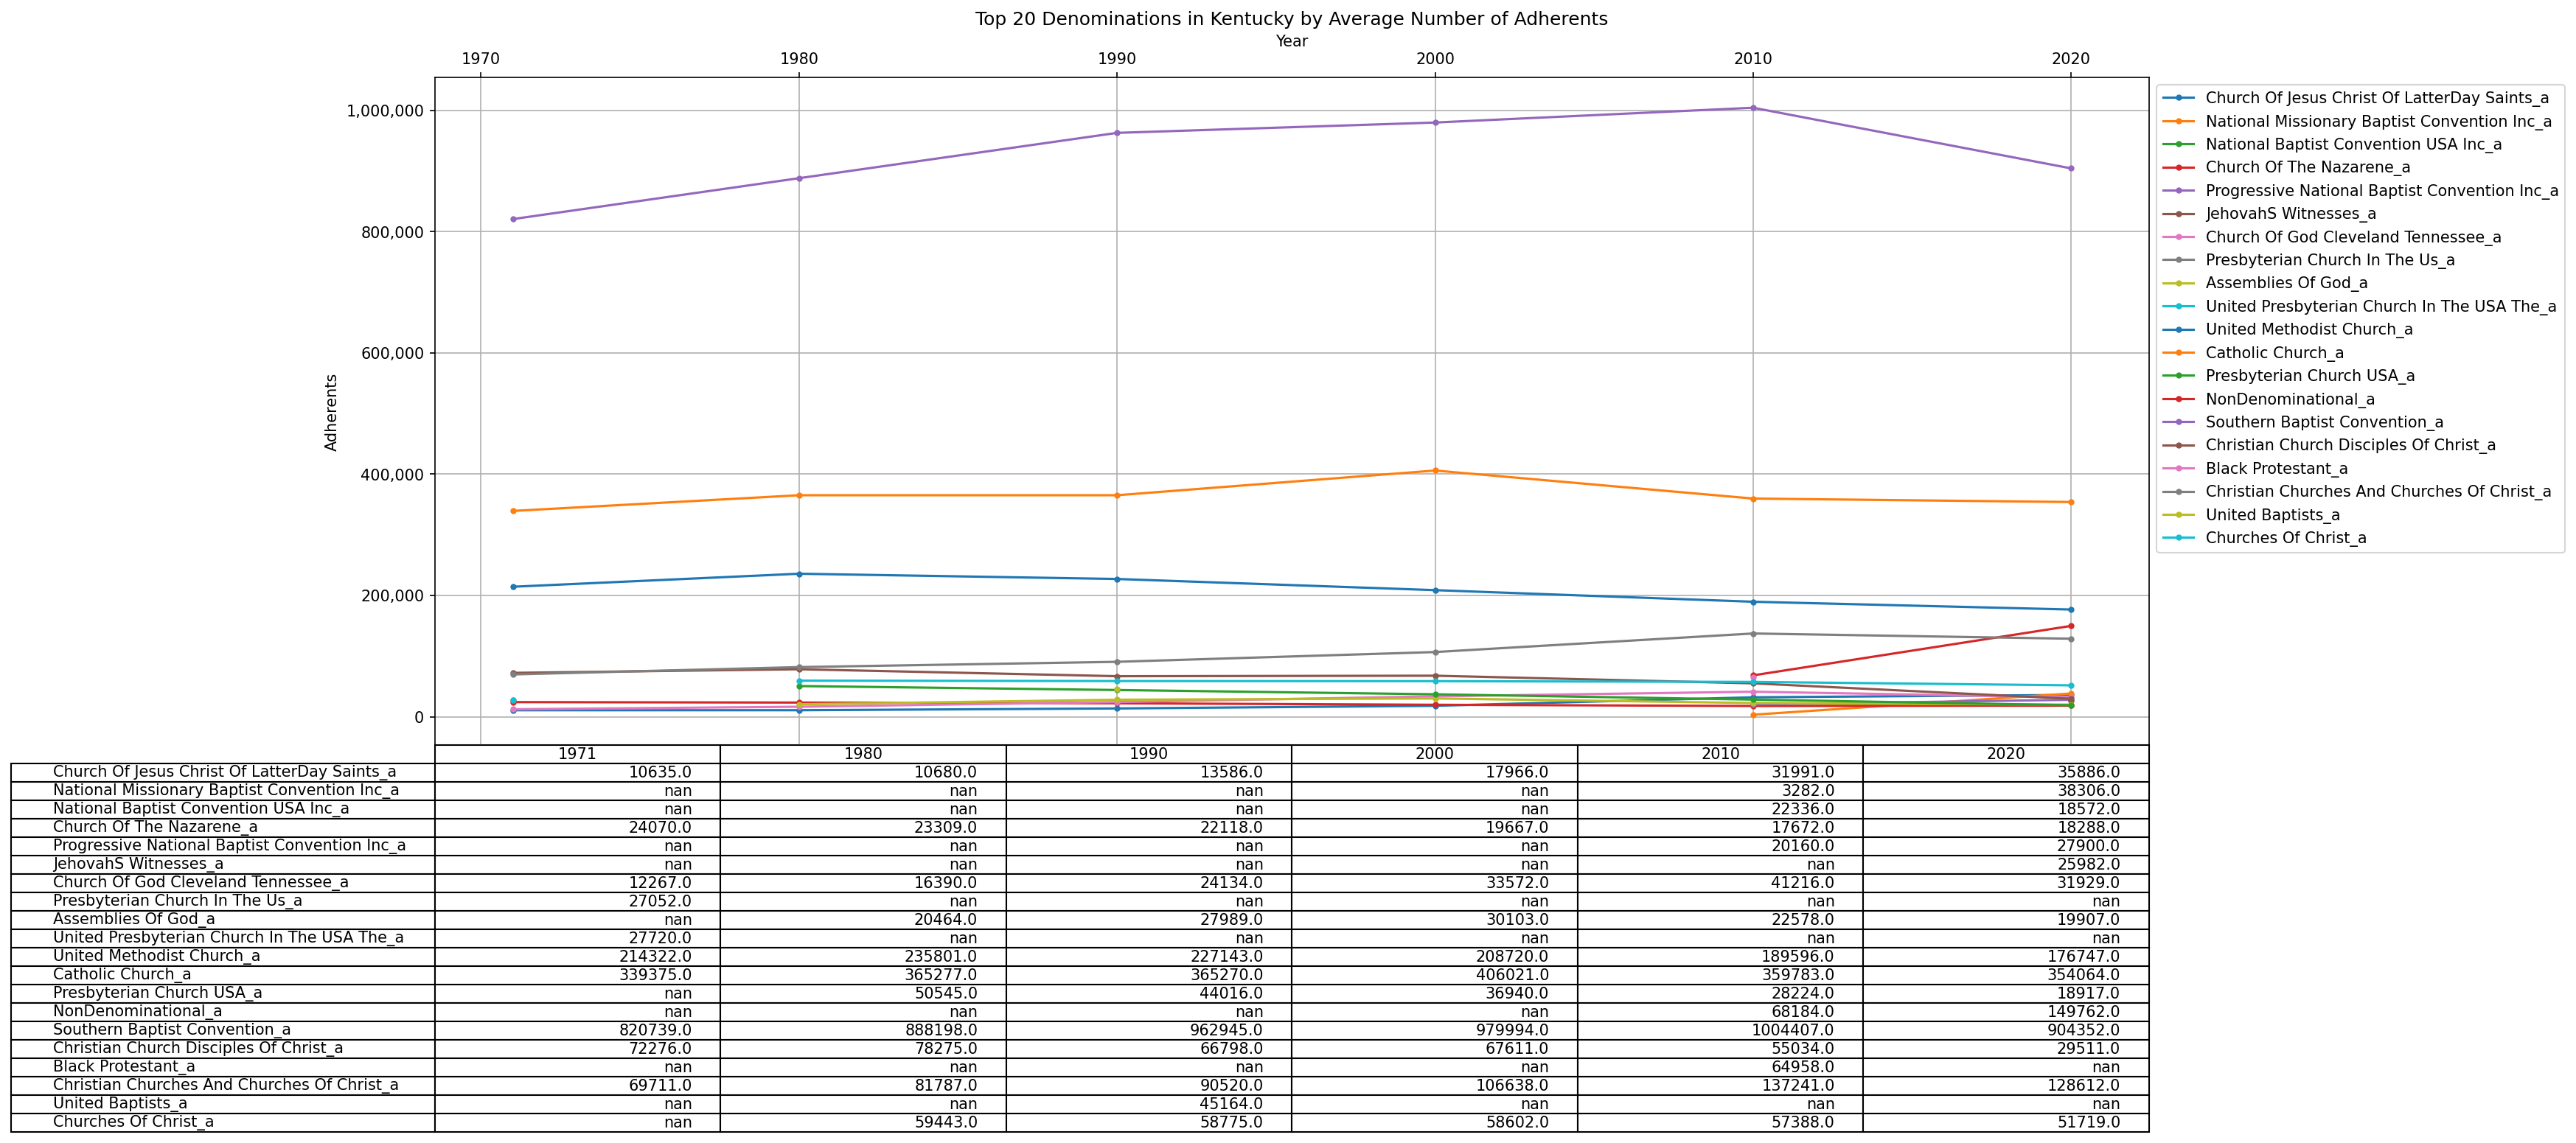 Top 20 Denominations in Kentucky by Average Number of Adherents
Year
1970 1980 1990 2000 2010 2020
1,000,000
800,000
600,000
400,000
200,000
0
Adherents
Church Of Jesus Christ Of LatterDay Saints_a
National Missionary Baptist Convention Inc_a
National Baptist Convention USA Inc_a
Church Of The Nazarene_a
Progressive National Baptist Convention Inc_a
JehovahS Witnesses_a
Church Of God Cleveland Tennessee_a
Presbyterian Church In The Us_a
Assemblies Of God_a
United Presbyterian Church In The USA The_a
United Methodist Church_a
Catholic Church_a
Presbyterian Church USA_a
NonDenominational_a
Southern Baptist Convention_a
Christian Church Disciples Of Christ_a
Black Protestant_a
Christian Churches And Churches Of Christ_a
United Baptists_a
Churches Of Christ_a
1971 1980 1990 2000 2010 2020
Church Of Jesus Christ Of LatterDay Saints_a 10635.0 10680.0 13586.0 17966.0 31991.0 35886.0
National Missionary Baptist Convention Inc_a nan nan nan nan 3282.0 38306.0
National Baptist Convention USA Inc_a nan nan nan nan 22336.0 18572.0
Church Of The Nazarene_a 24070.0 23309.0 22118.0 19667.0 17672.0 18288.0
Progressive National Baptist Convention Inc_a nan nan nan nan 20160.0 27900.0
JehovahS Witnesses_a nan nan nan nan nan 25982.0
Church Of God Cleveland Tennessee_a 12267.0 16390.0 24134.0 33572.0 41216.0 31929.0
Presbyterian Church In The Us_a 27052.0 nan nan nan nan nan
Assemblies Of God_a nan 20464.0 27989.0 30103.0 22578.0 19907.0
United Presbyterian Church In The USA The_a 27720.0 nan nan nan nan nan
United Methodist Church_a 214322.0 235801.0 227143.0 208720.0 189596.0 176747.0
Catholic Church_a 339375.0 365277.0 365270.0 406021.0 359783.0 354064.0
Presbyterian Church USA_a nan 50545.0 44016.0 36940.0 28224.0 18917.0
NonDenominational_a nan nan nan nan 68184.0 149762.0
Southern Baptist Convention_a 820739.0 888198.0 962945.0 979994.0 1004407.0 904352.0
Christian Church Disciples Of Christ_a 72276.0 78275.0 66798.0 67611.0 55034.0 29511.0
Black Protestant_a nan nan nan nan 64958.0 nan
Christian Churches And Churches Of Christ_a 69711.0 81787.0 90520.0 106638.0 137241.0 128612.0
United Baptists_a nan nan 45164.0 nan nan nan
Churches Of Christ_a nan 59443.0 58775.0 58602.0 57388.0 51719.0